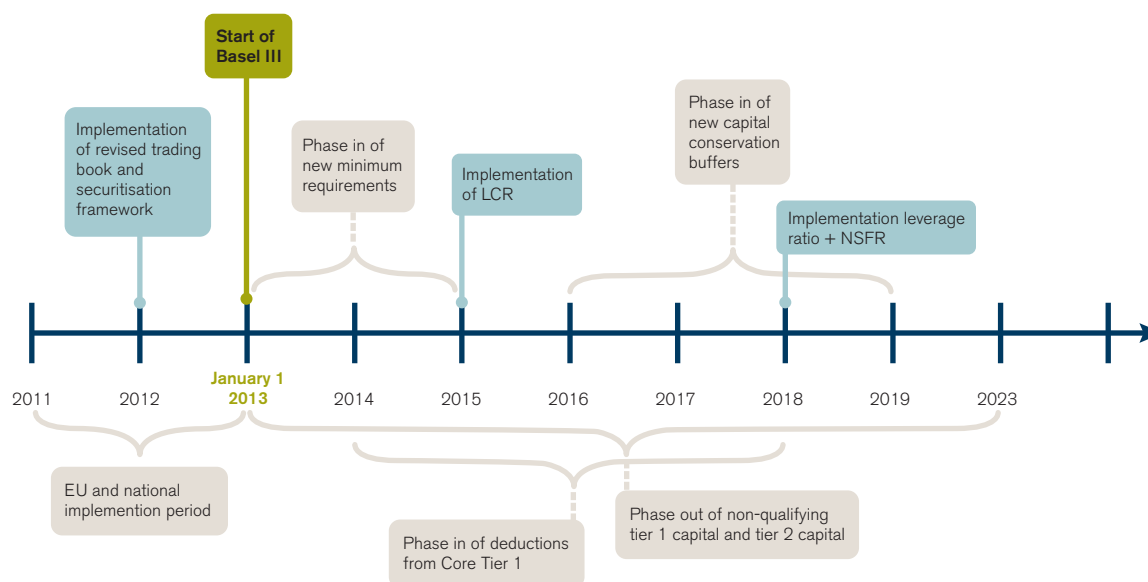 Start of
Basel III
Implementation
of revised trading
book and
securitisation
framework
Phase in of
new minimum
requirements
Implementation
of LCR
Phase in of
new capital
conservation
buffers
Implementation leverage
ratio + NSFR
2011
2012
January 1
2013
2014
2015
2016
2017
2018
2019
2023
EU and national
implemention period
Phase in of deductions
from Core Tier 1
Phase out of non-qualifying
tier 1 capital and tier 2 capital